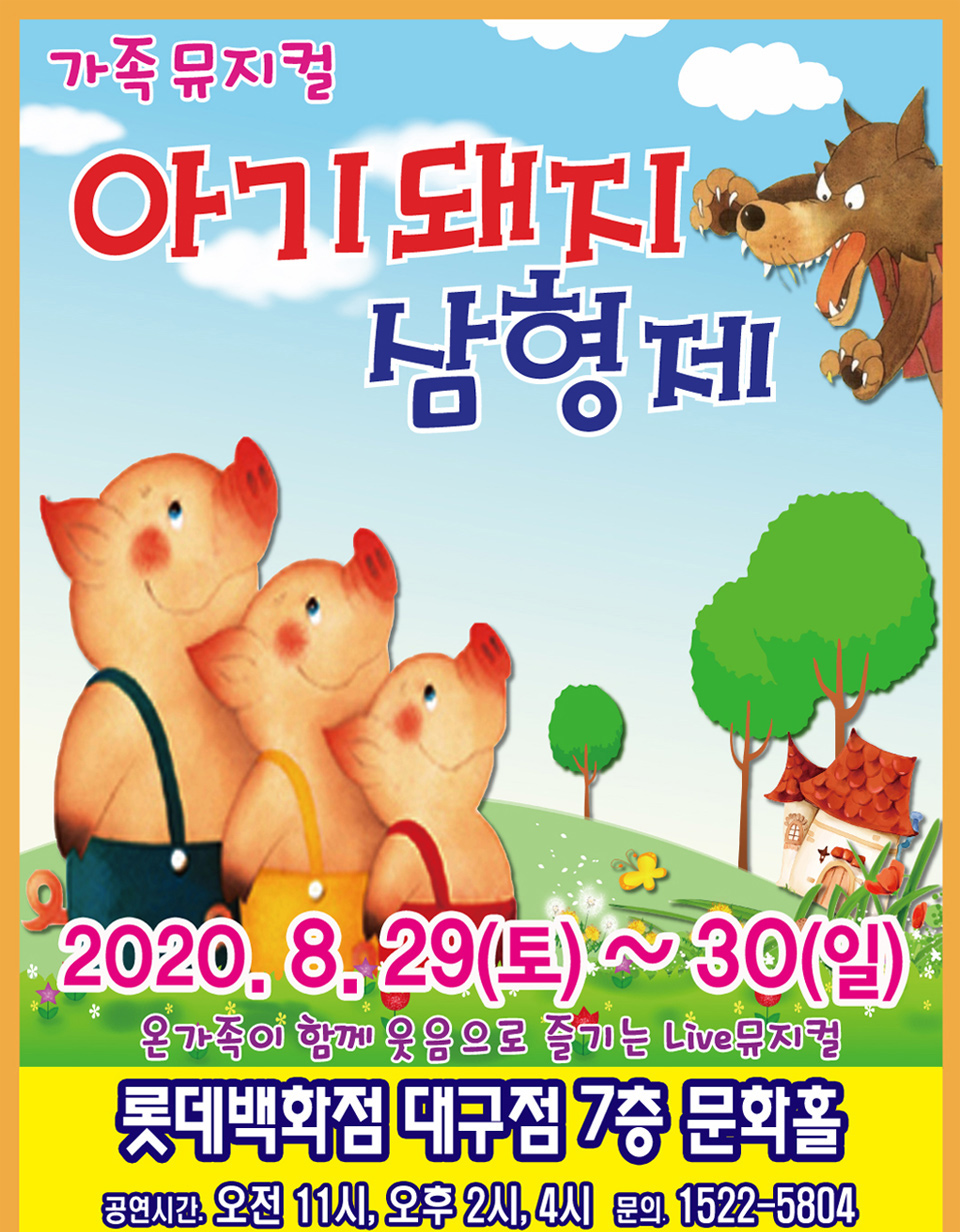 가족 뮤지컬
아기돼지
삼형제
2020. 8. 29(토) ~ 30(일)
온가족이 함께 웃음으로 즐기는 Live뮤지컬
롯데백화점 대구점 7층 문화홀
공연시간. 오전 11시, 오후 2시, 4시 문의. 1522-5804